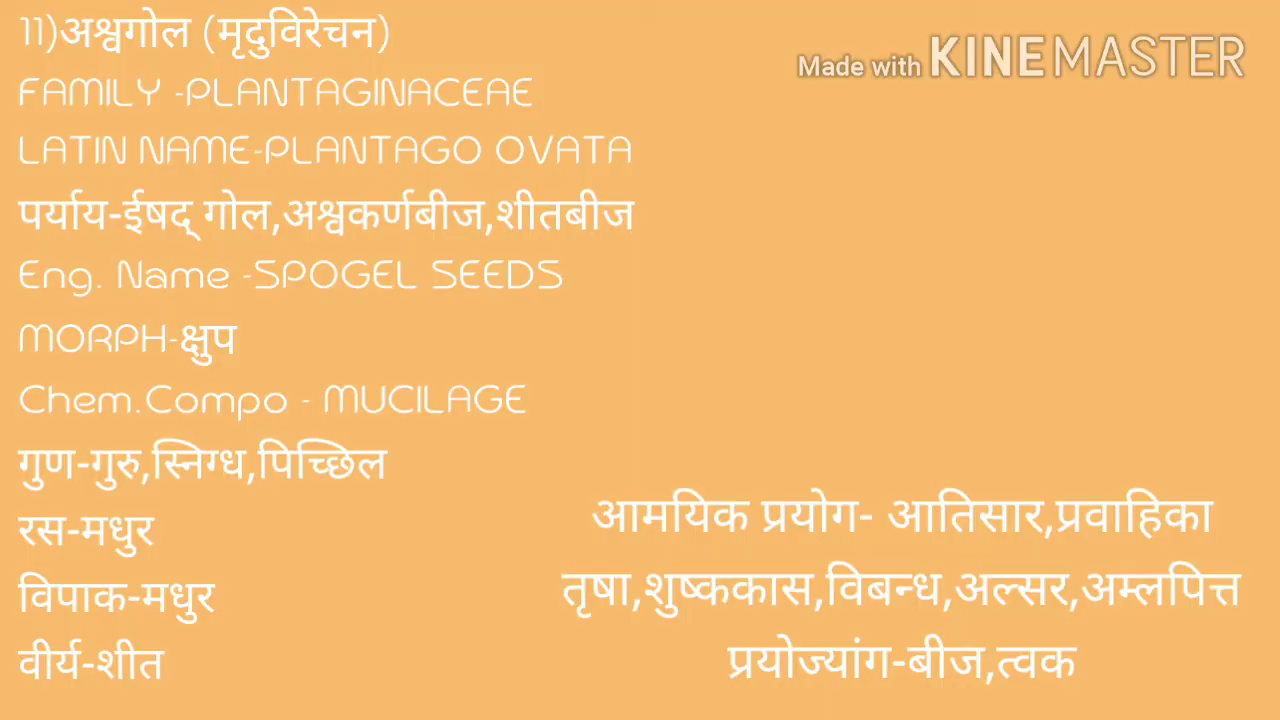 11)अश्वगोल (मृदुविरेचन)
Made with KINEMASTER
FAMILY -PLANTAGINACEAE
LATIN NAME-PLANTAGO OVATA
पर्याय-ईषद् गोल,अश्वकर्णबीज,शीतबीज
Eng. Name -SPOGEL SEEDS
MORPH-क्षुप
Chem.Compo - MUCILAGE
गुण-गुरु,स्निग्ध,पिच्छिल
रस-मधुर
विपाक-मधुर
वीर्य-शीत
आमयिक प्रयोग- आतिसार,प्रवाहिका
तृषा,शुष्ककास,विबन्ध,अल्सर,अम्लपित्त
प्रयोज्यांग-बीज,त्वक